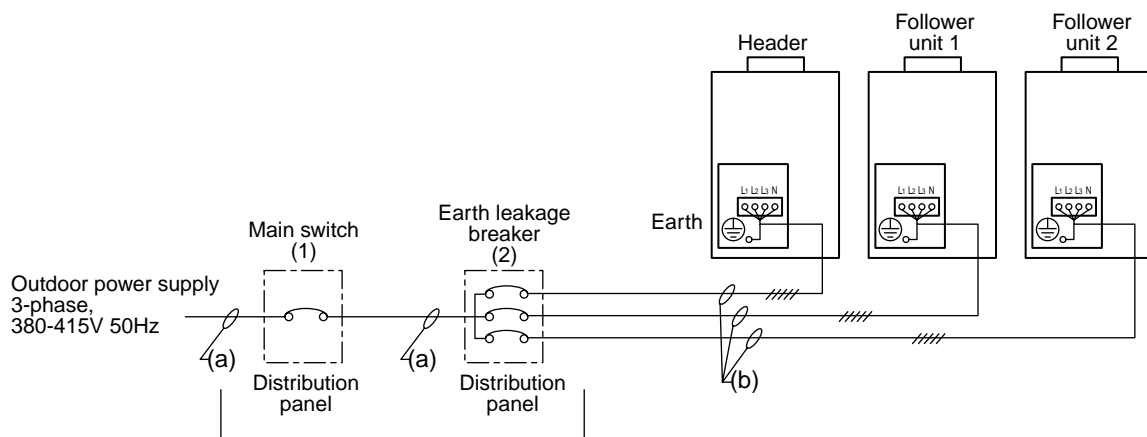 Header
Follower
unit 1
Follower
unit 2
L1 L2 L3 N
L1 L2 L3 N
L1 L2 L3 N
Earth
Main switch
(1)
Earth leakage
breaker
(2)
Outdoor power supply
3-phase,
380-415V 50Hz
(a)
(a)
(b)
Distribution
panel
Distribution
panel